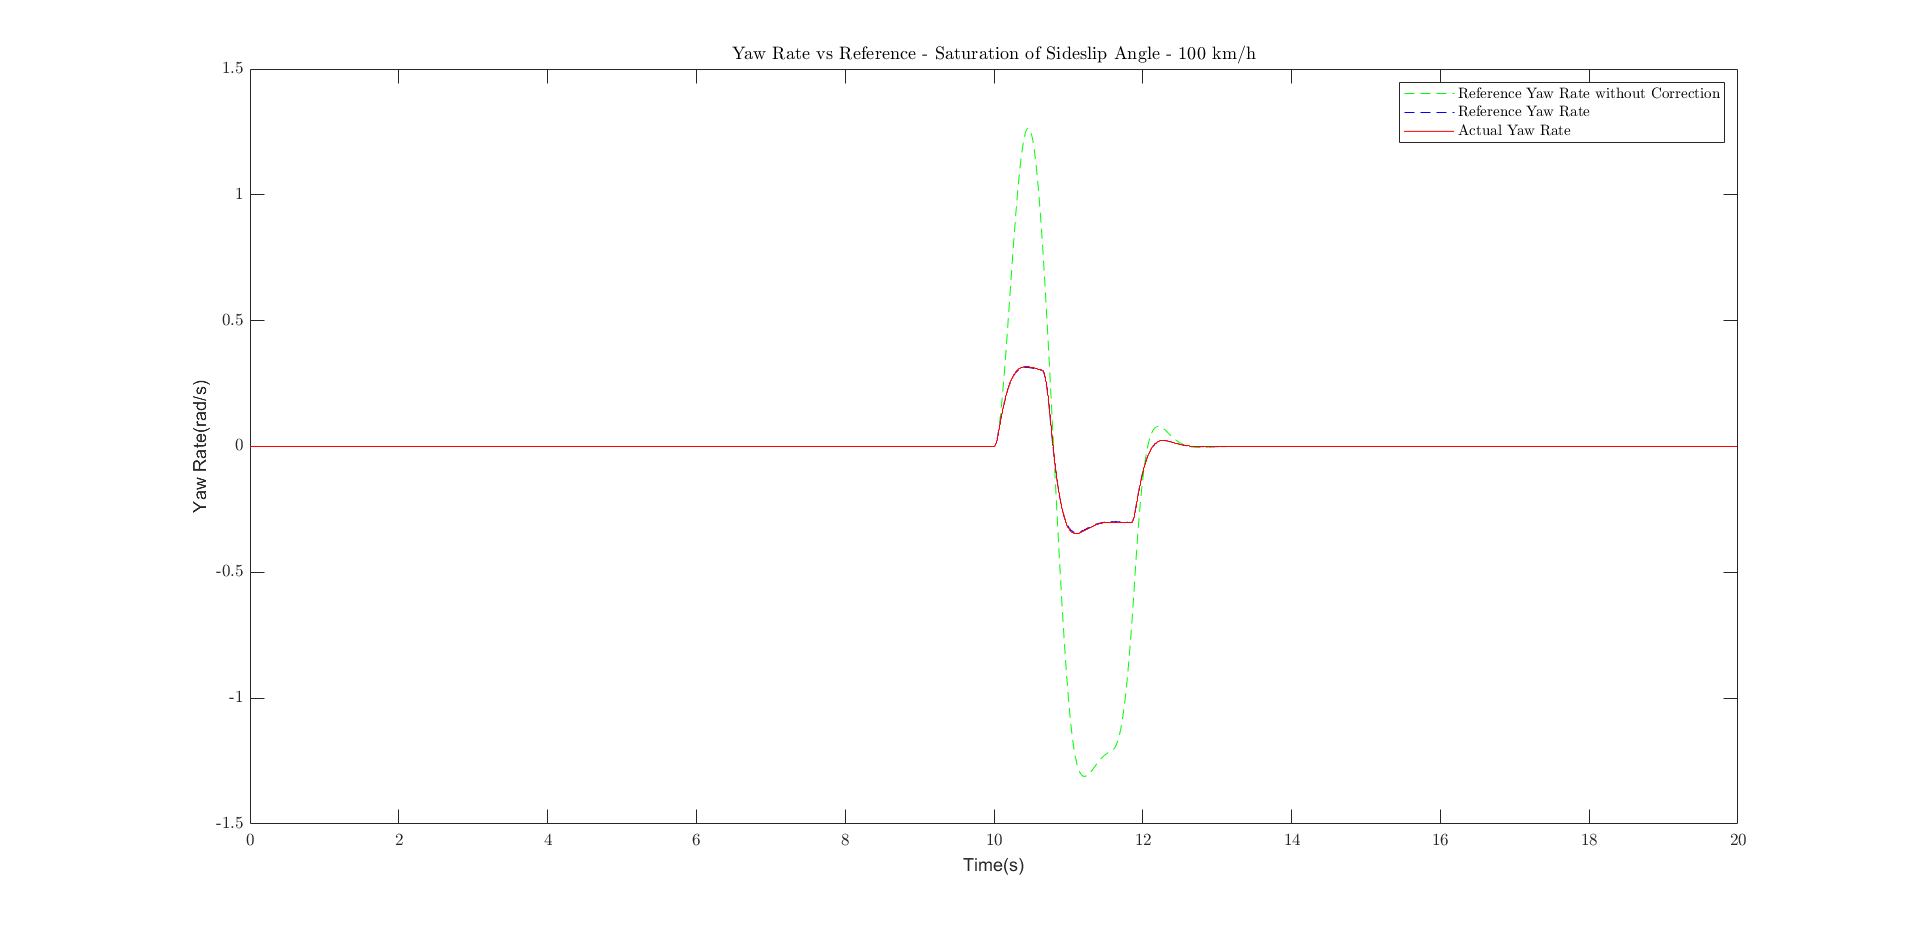 Yaw Rate vs Reference - Saturation of Sideslip Angle - 100 km/h
1.5
Reference Yaw Rate without Correction
Reference Yaw Rate
Actual Yaw Rate
1
0.5
0
-0.5
-1
-1.5
Yaw Rate(rad/s)
0 2 4 6 8 10 12 14 16 18 20
Time(s)